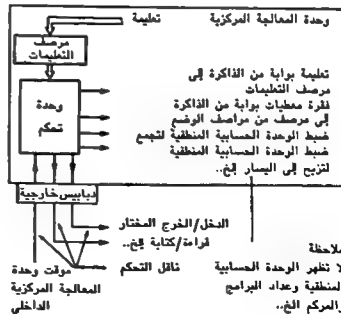 وحدة المعالجة المركزية
تعليمة
مرصف
التعليمات
وحدة
تحكم
تعليمة بوابة من الذاكرة إلى
مرصف التعليمات
فقرة معطيات بوابة من الذاكرة
إلى مرصف من مراصف الوضع
ضبط الوحدة الحسابية المنطقية لتجمع
ضبط الوحدة الحسابية المنطقية
لتزيح إلى اليسار إلخ..
دبابيس خارجية
الدخل/الخرج المختار
قراءة/كتابة إلخ..
ناقل التحكم
موقت وحدة
المعالجة المركزية
الداخلي
ملاحظة
لا تظهر الوحدة الحسابية
المنطقية وعداد البرامج
والمركم الخ..